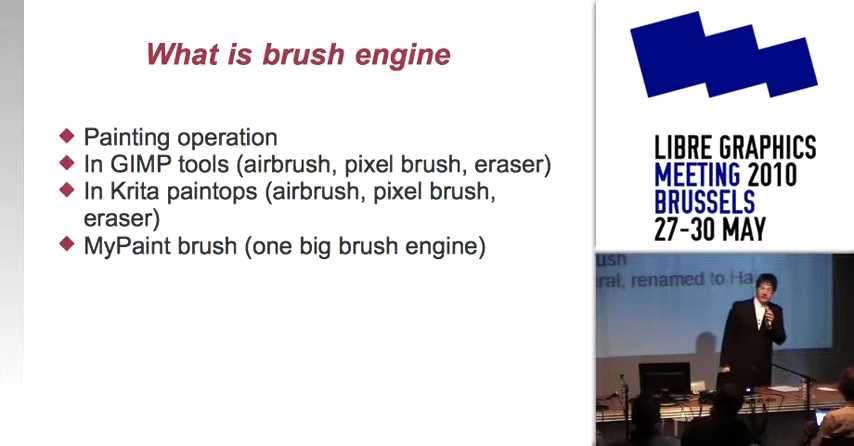 What is brush engine
Painting operation
In GIMP tools (airbrush, pixel brush, eraser)
In Krita paintops (airbrush, pixel brush,
eraser)
MyPaint brush (one big brush engine)
LIBRE GRAPHICS
MEETING 2010
BRUSSELS
27-30 MAY
renamed to